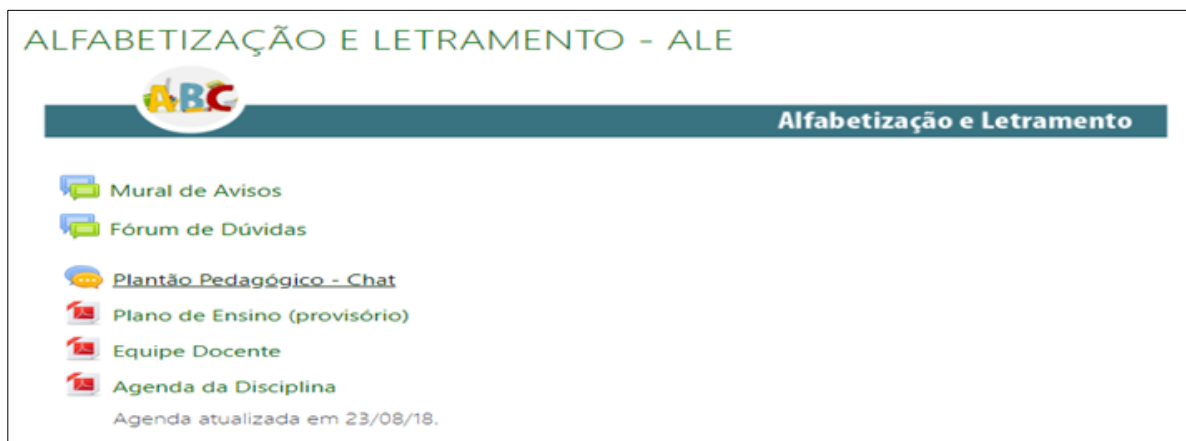 ALFABETIZAÇÃO E LETRAMENTO - ALE
ABC
Alfabetização e Letramento
Mural de Avisos
Fórum de Dúvidas
Plantão Pedagógico - Chat
Plano de Ensino (provisório)
Equipe Docente
Agenda da Disciplina
Agenda atualizada em 23/08/18.